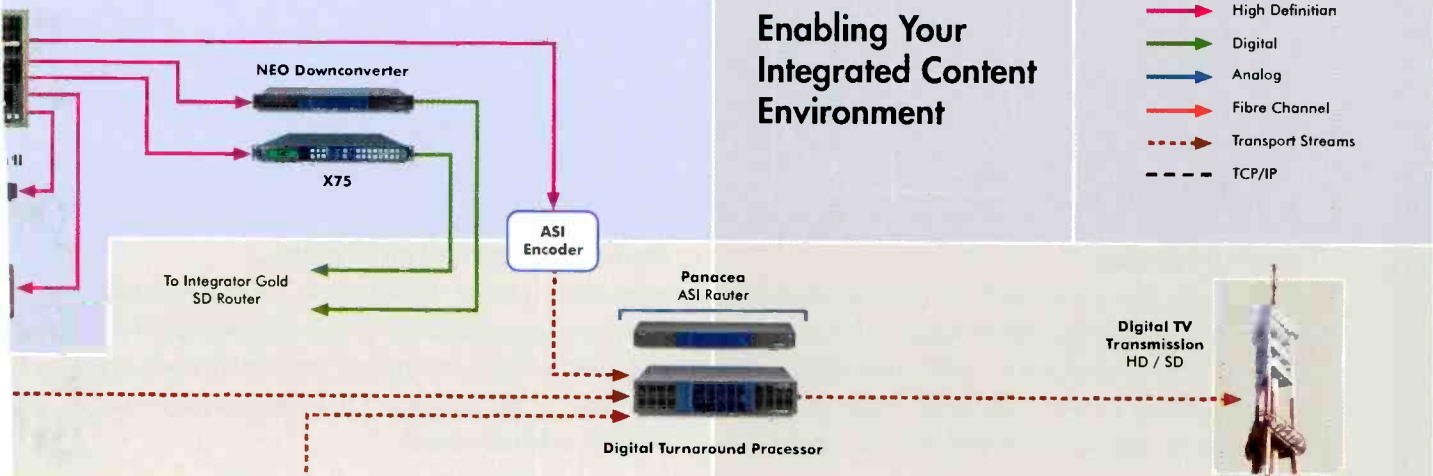 Enabling Your
Integrated Content
Environment
High Definition
Digital
Analog
Fibre Channel
Transport Streams
TCP/IP
NEO Downconverter
X75
ASI
Encoder
To Integrator Gold
SD Router
Panacea
ASI Router
Digital TV
Transmission
HD / SD
Digital Turnaround Processor